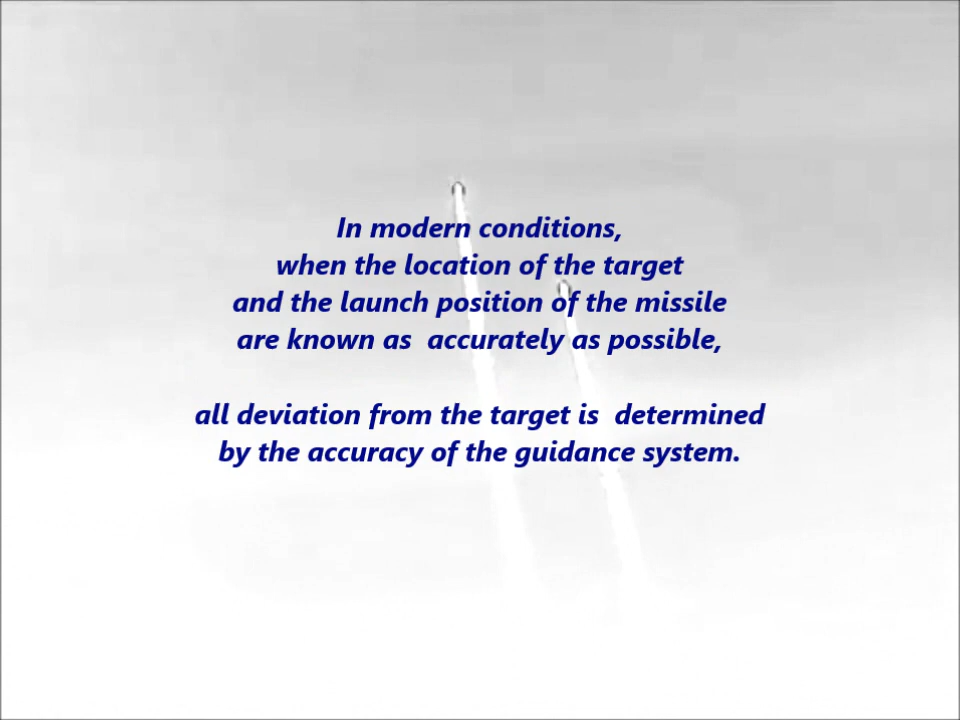 In modern conditions,
when the location of the target
and the launch position of the missile
are known as  accurately as possible,
all deviation from the target is  determined
by the accuracy of the guidance system.